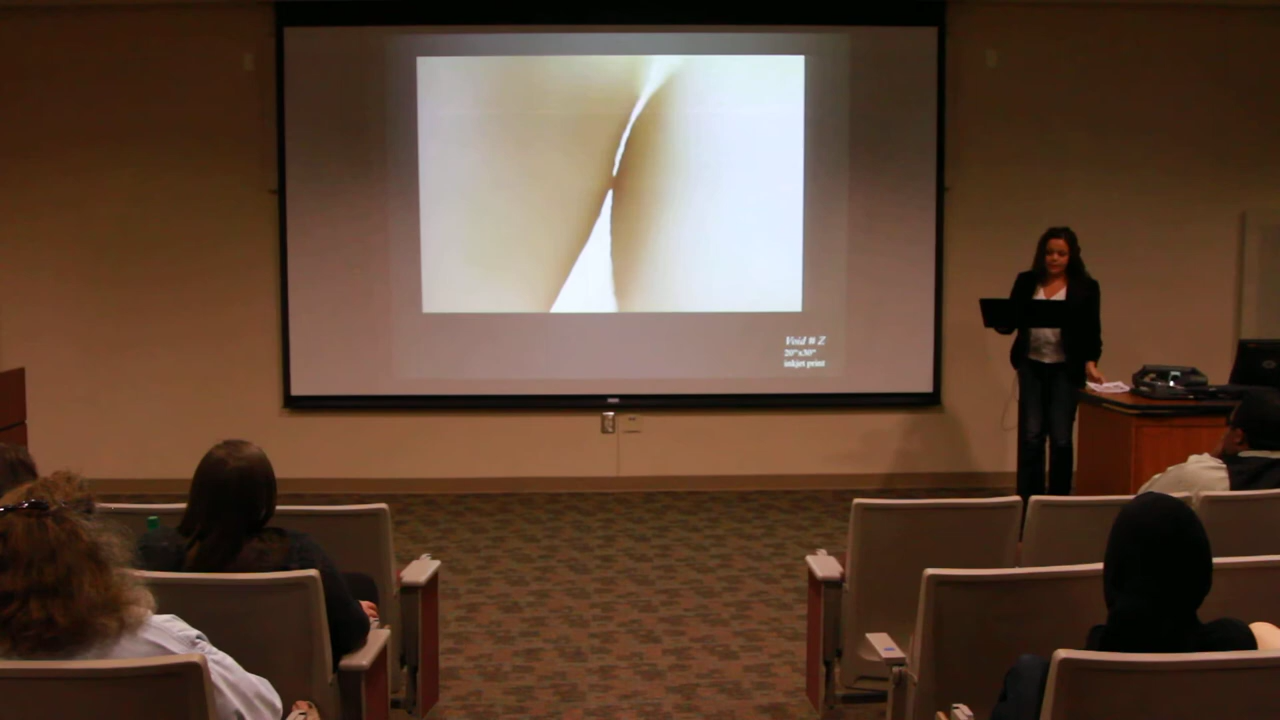 Void # Z
20"x30"
inkjet print